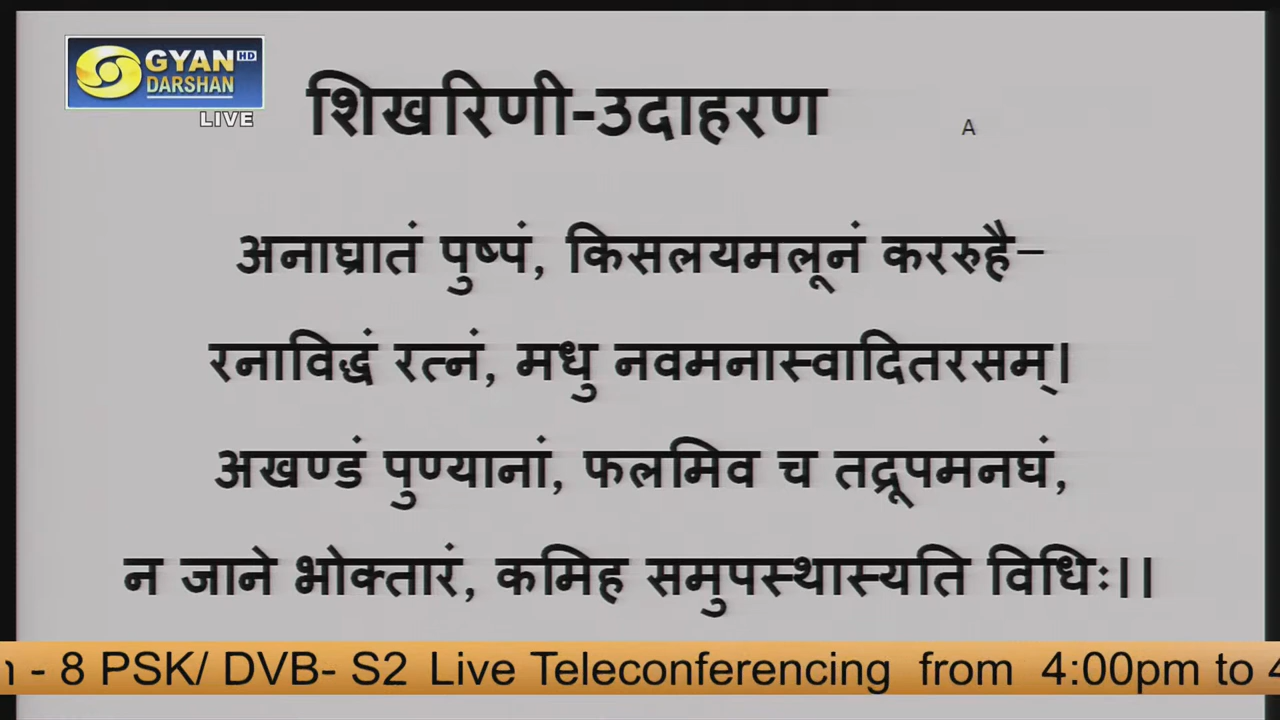 GYAN HD
DARSHAN
LIVE
शिखरिणी-उदाहरण
A
अनाघ्रातं पुष्पं, किसलयमलूनं कररुहै–
रनाविद्धं रत्नं, मधु नवमनास्वादितरसम्।
अखण्डं पुण्यानां, फलमिव च तद्रूपमनघं,
न जाने भोक्तारं, कमिह समुपस्थास्यति विधिः।।
- 8 PSK/ DVB- S2 Live Teleconferencing from 4:00pm to